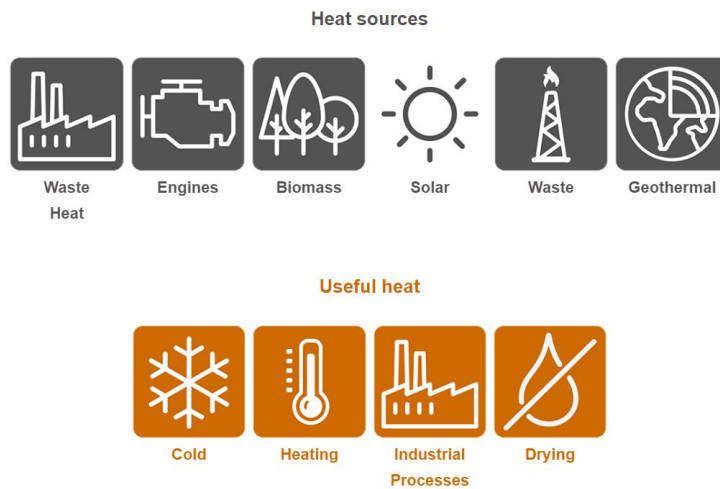 Heat sources
Waste Heat
Engines
Biomass
Solar
Waste
Geothermal
Useful heat
Cold
Heating
Industrial Processes
Drying